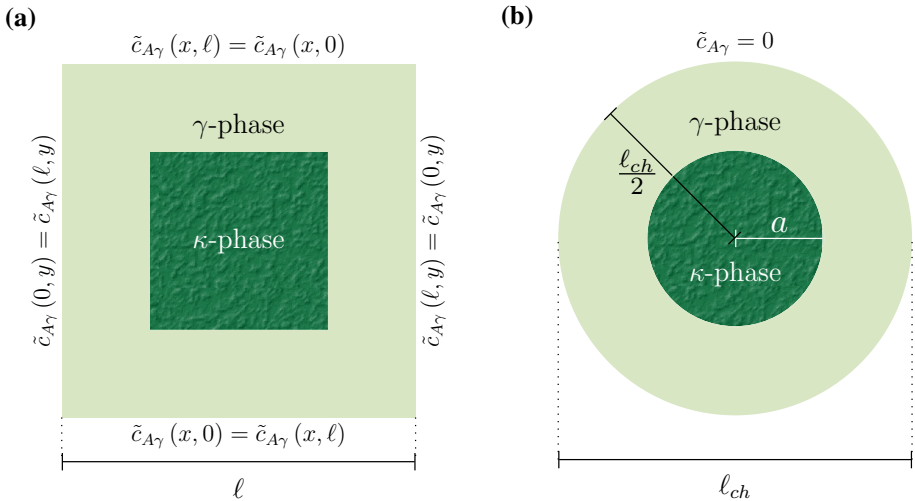 (a)
c̃_{Aγ} (x, ℓ) = c̃_{Aγ} (x, 0)
c̃_{Aγ} (0, y) = c̃_{Aγ} (ℓ, y)
γ-phase
κ-phase
c̃_{Aγ} (ℓ, y) = c̃_{Aγ} (0, y)
c̃_{Aγ} (x, 0) = c̃_{Aγ} (x, ℓ)
ℓ
(b)
c̃_{Aγ} = 0
γ-phase
ℓ_{ch}
2
a
κ-phase
ℓ_{ch}